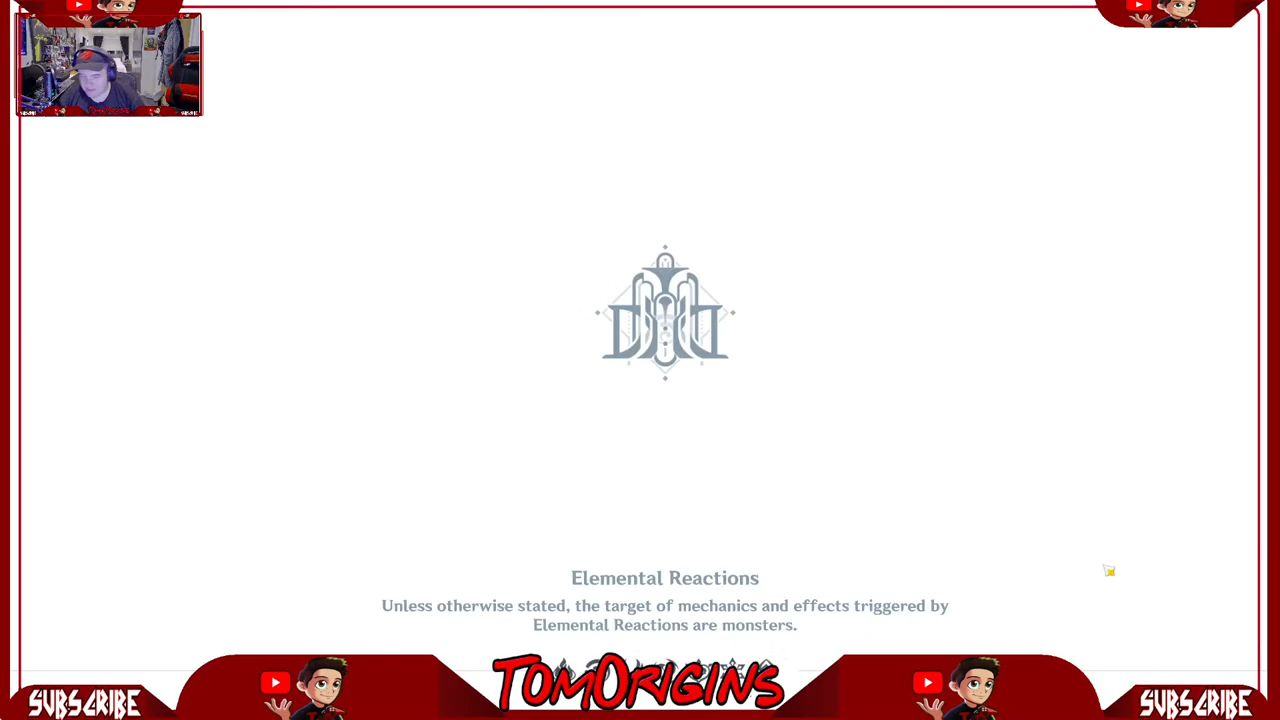 Elemental Reactions
Unless otherwise stated, the target of mechanics and effects triggered by
Elemental Reactions are monsters.
SUBSCRIBE
TOMORIGINS
SUBSCRIBE